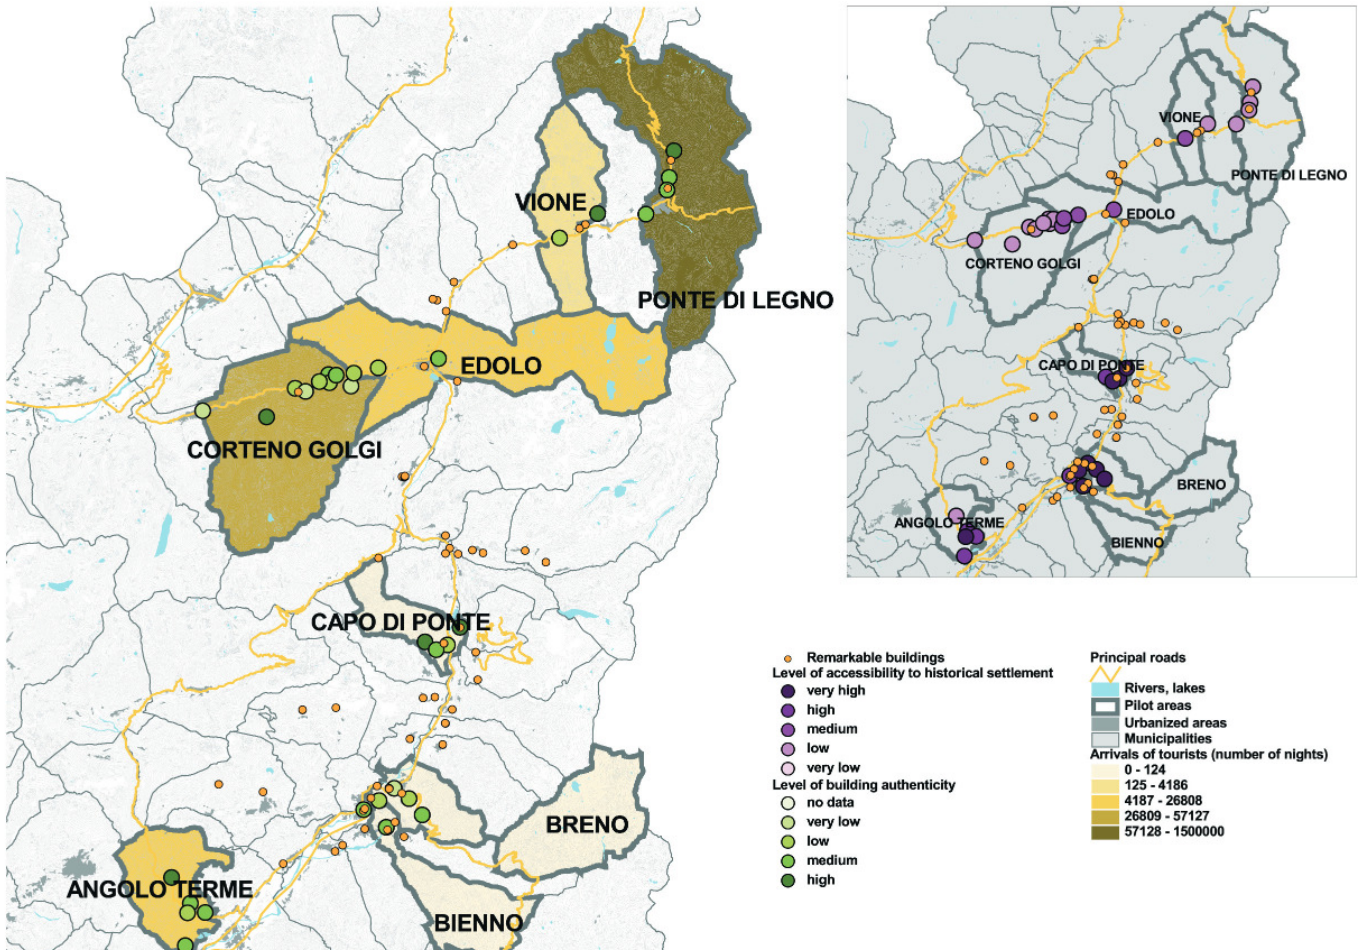 VIONE
PONTE DI LEGNO
EDOLO
CORTENO GOLGI
CAPO DI PONTE
BRENO
ANGOLO TERME
BIENNO
VIONE
PONTE DI LEGNO
EDOLO
CORTENO GOLGI
CAPO DI PONTE
BRENO
ANGOLO TERME
BIENNO
Remarkable buildings
Level of accessibility to historical settlement
very high
high
medium
low
very low
Level of building authenticity
no data
very low
low
medium
high
Principal roads
Rivers, lakes
Pilot areas
Urbanized areas
Municipalities
Arrivals of tourists (number of nights)
0 - 124
125 - 4186
4187 - 26808
26809 - 57127
57128 - 1500000